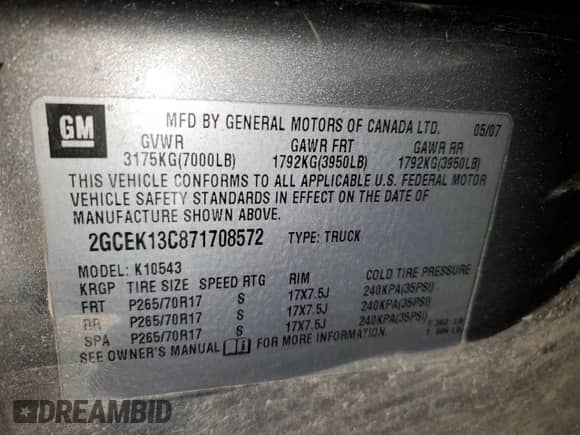 GM ®
MFD BY GENERAL MOTORS OF CANADA LTD. 05/07
GVWR GAWR FRT GAWR RR
3175KG(7000LB) 1792KG(3950LB) 1792KG(3950LB)
THIS VEHICLE CONFORMS TO ALL APPLICABLE U.S. FEDERAL MOTOR
VEHICLE SAFETY STANDARDS IN EFFECT ON THE DATE OF
MANUFACTURE SHOWN ABOVE.
2GCEK13C871708572 TYPE: TRUCK
MODEL: K10543
KRGP TIRE SIZE SPEED RTG RIM COLD TIRE PRESSURE
FRT P265/70R17 S 17X7.5J 240KPA(35PSI)
RR P265/70R17 S 17X7.5J 240KPA(35PSI)
SPA P265/70R17 S 17X7.5J 240KPA(35PSI)
SEE OWNER'S MANUAL FOR MORE INFORMATION.
DREAMBID